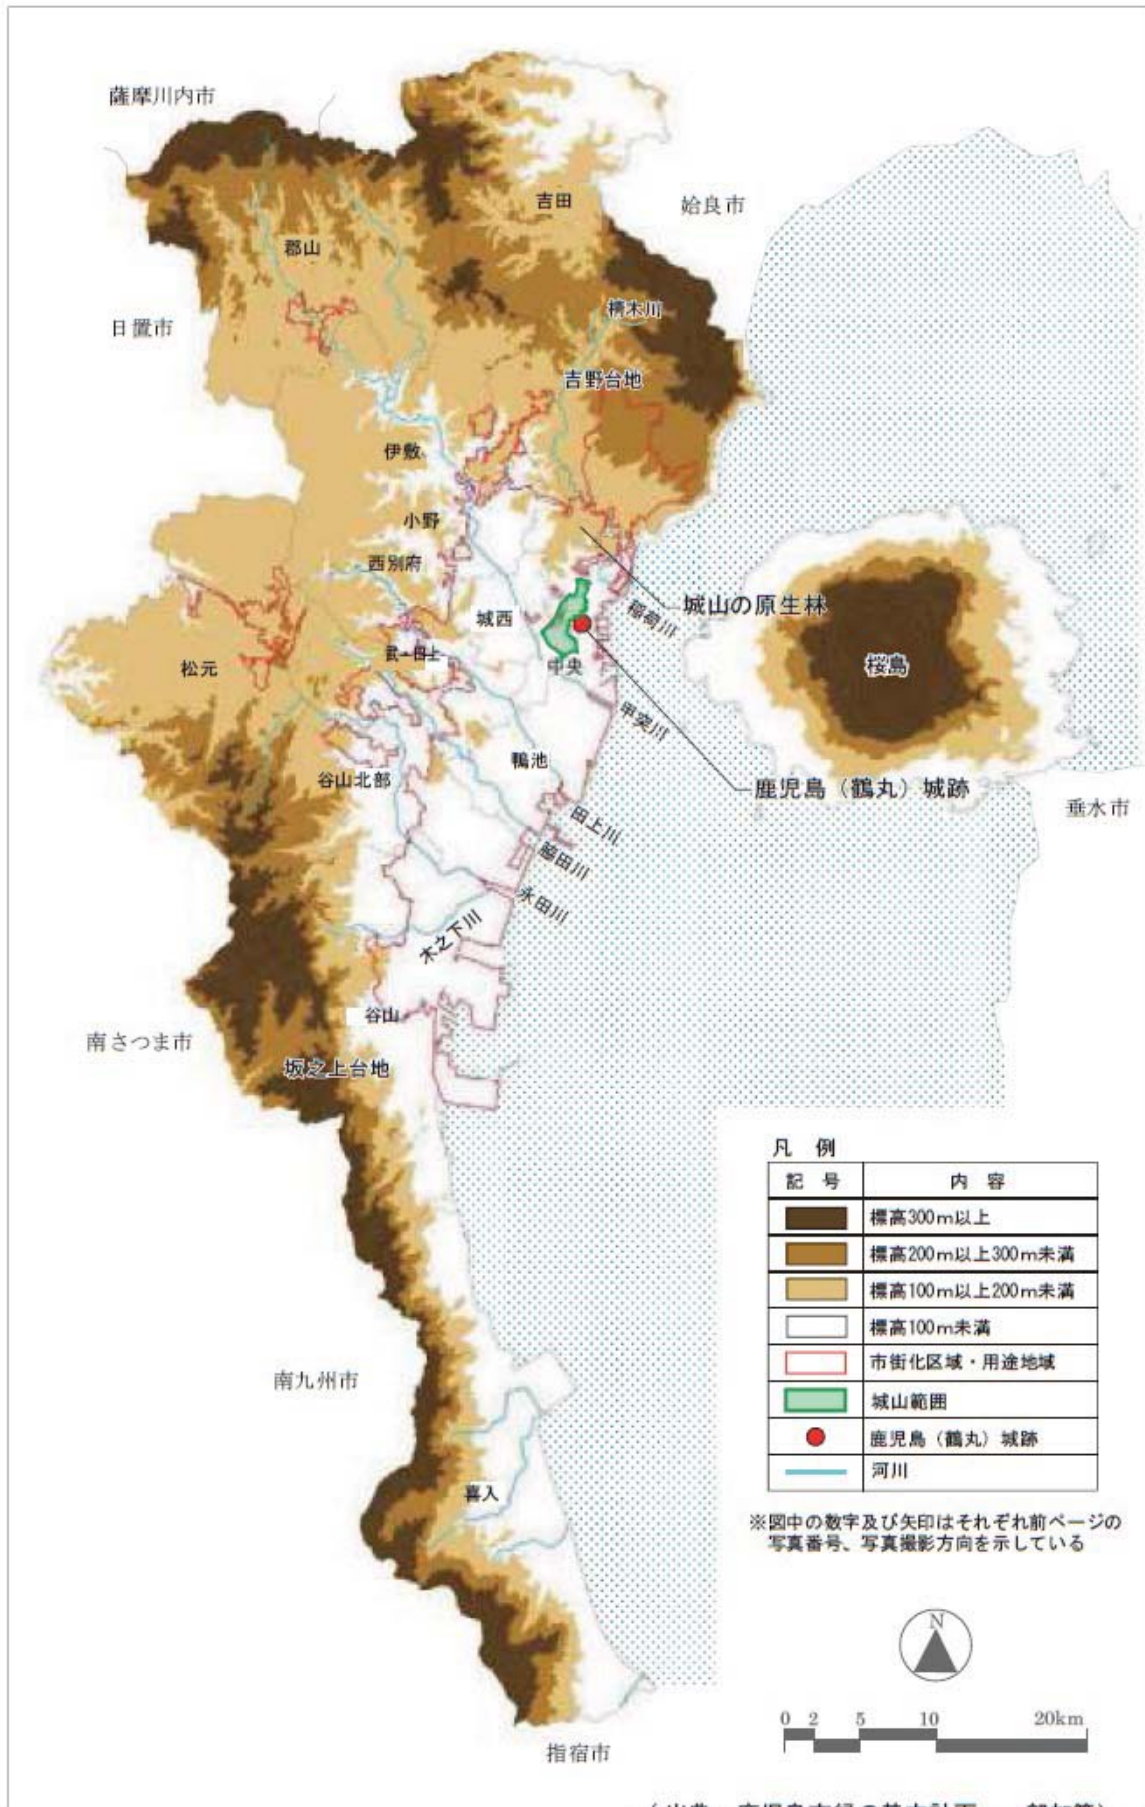 薩摩川内市
吉田
姶良市
郡山
棈木川
日置市
吉野台地
伊敷
小野
西別府
城山の原生林
稲荷川
城西
武・田上
松元
中央
桜島
甲突川
鴨池
谷山北部
鹿児島（鶴丸）城跡
垂水市
田上川
脇田川
永田川
木之下川
谷山
南さつま市
坂之上台地
南九州市
喜入
指宿市
凡 例
記 号 内 容
標高300m以上
標高200m以上300m未満
標高100m以上200m未満
標高100m未満
市街化区域・用途地域
城山範囲
鹿児島（鶴丸）城跡
河川
※図中の数字及び矢印はそれぞれ前ページの
写真番号、写真撮影方向を示している
N
0 2 5 10 20km